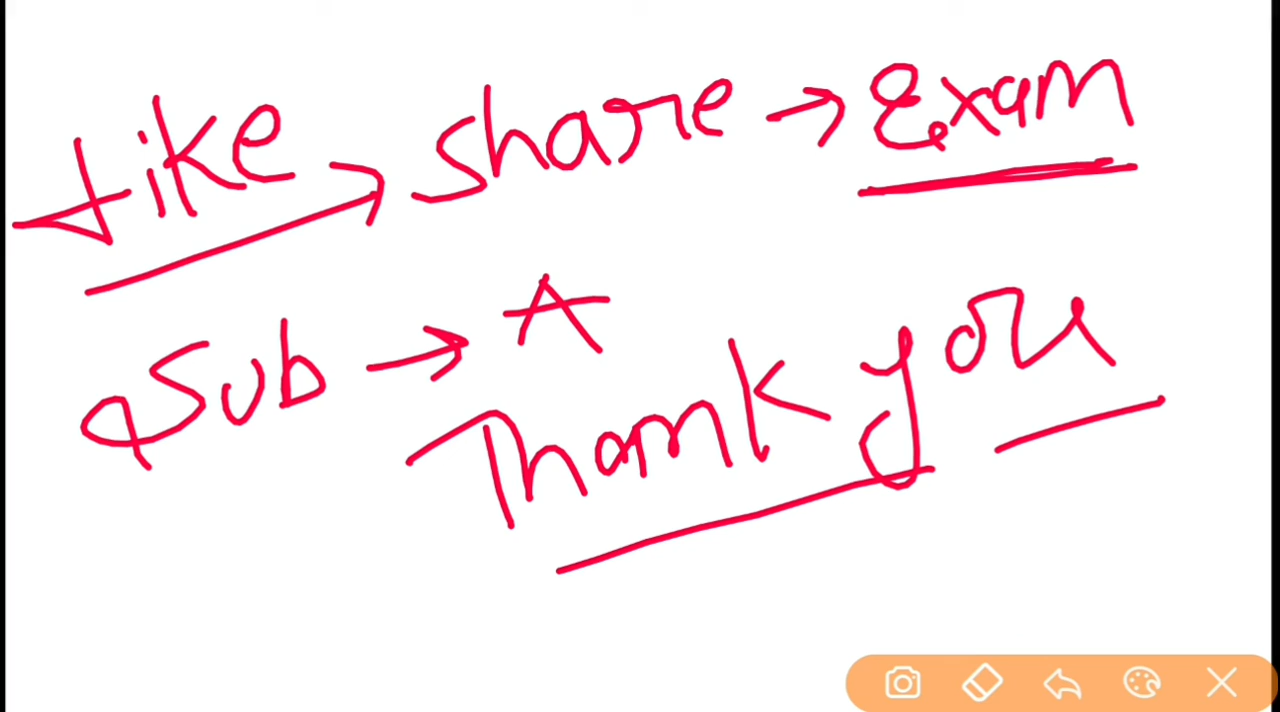 Like → Share → Exam
Sub → A
Thank you